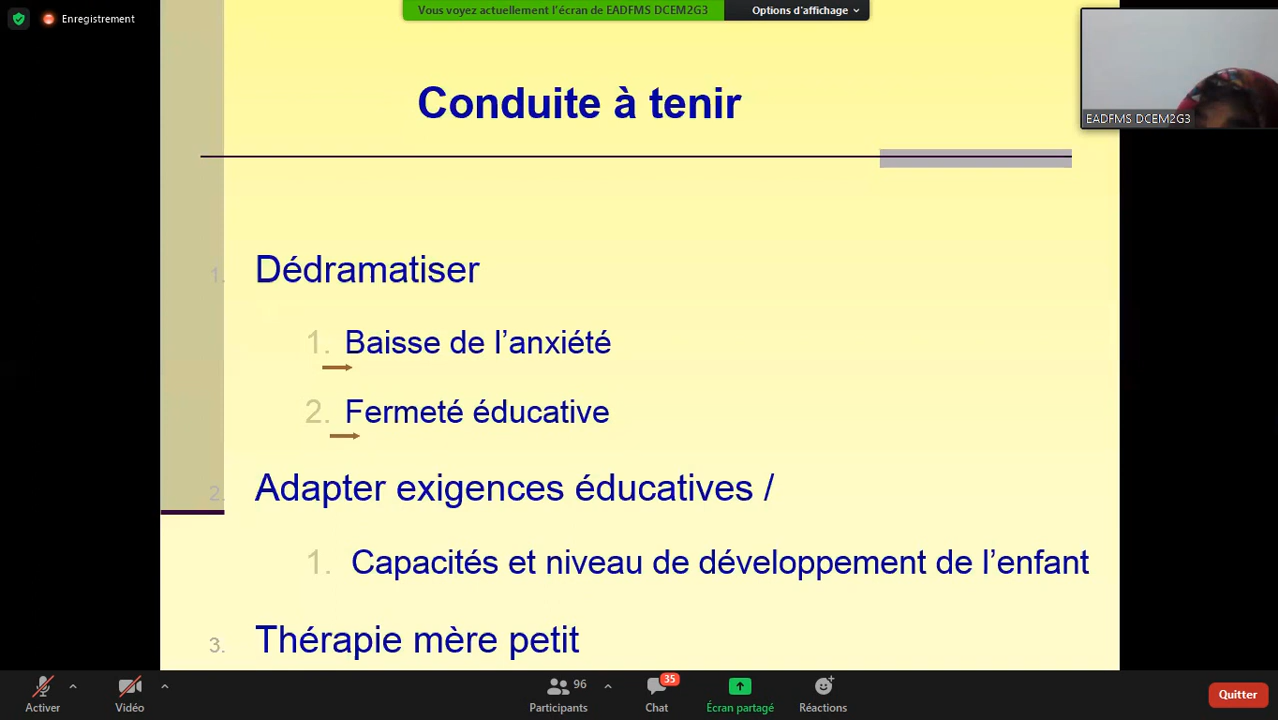 Enregistrement
Vous voyez actuellement l'écran de EADFMS DCEM2G3
Options d'affichage
EADFMS DCEM2G3
Conduite à tenir
1. Dédramatiser
1. Baisse de l'anxiété
2. Fermeté éducative
2. Adapter exigences éducatives /
1. Capacités et niveau de développement de l'enfant
3. Thérapie mère petit
Activer
Vidéo
96
Participants
35
Chat
Écran partagé
Réactions
Quitter